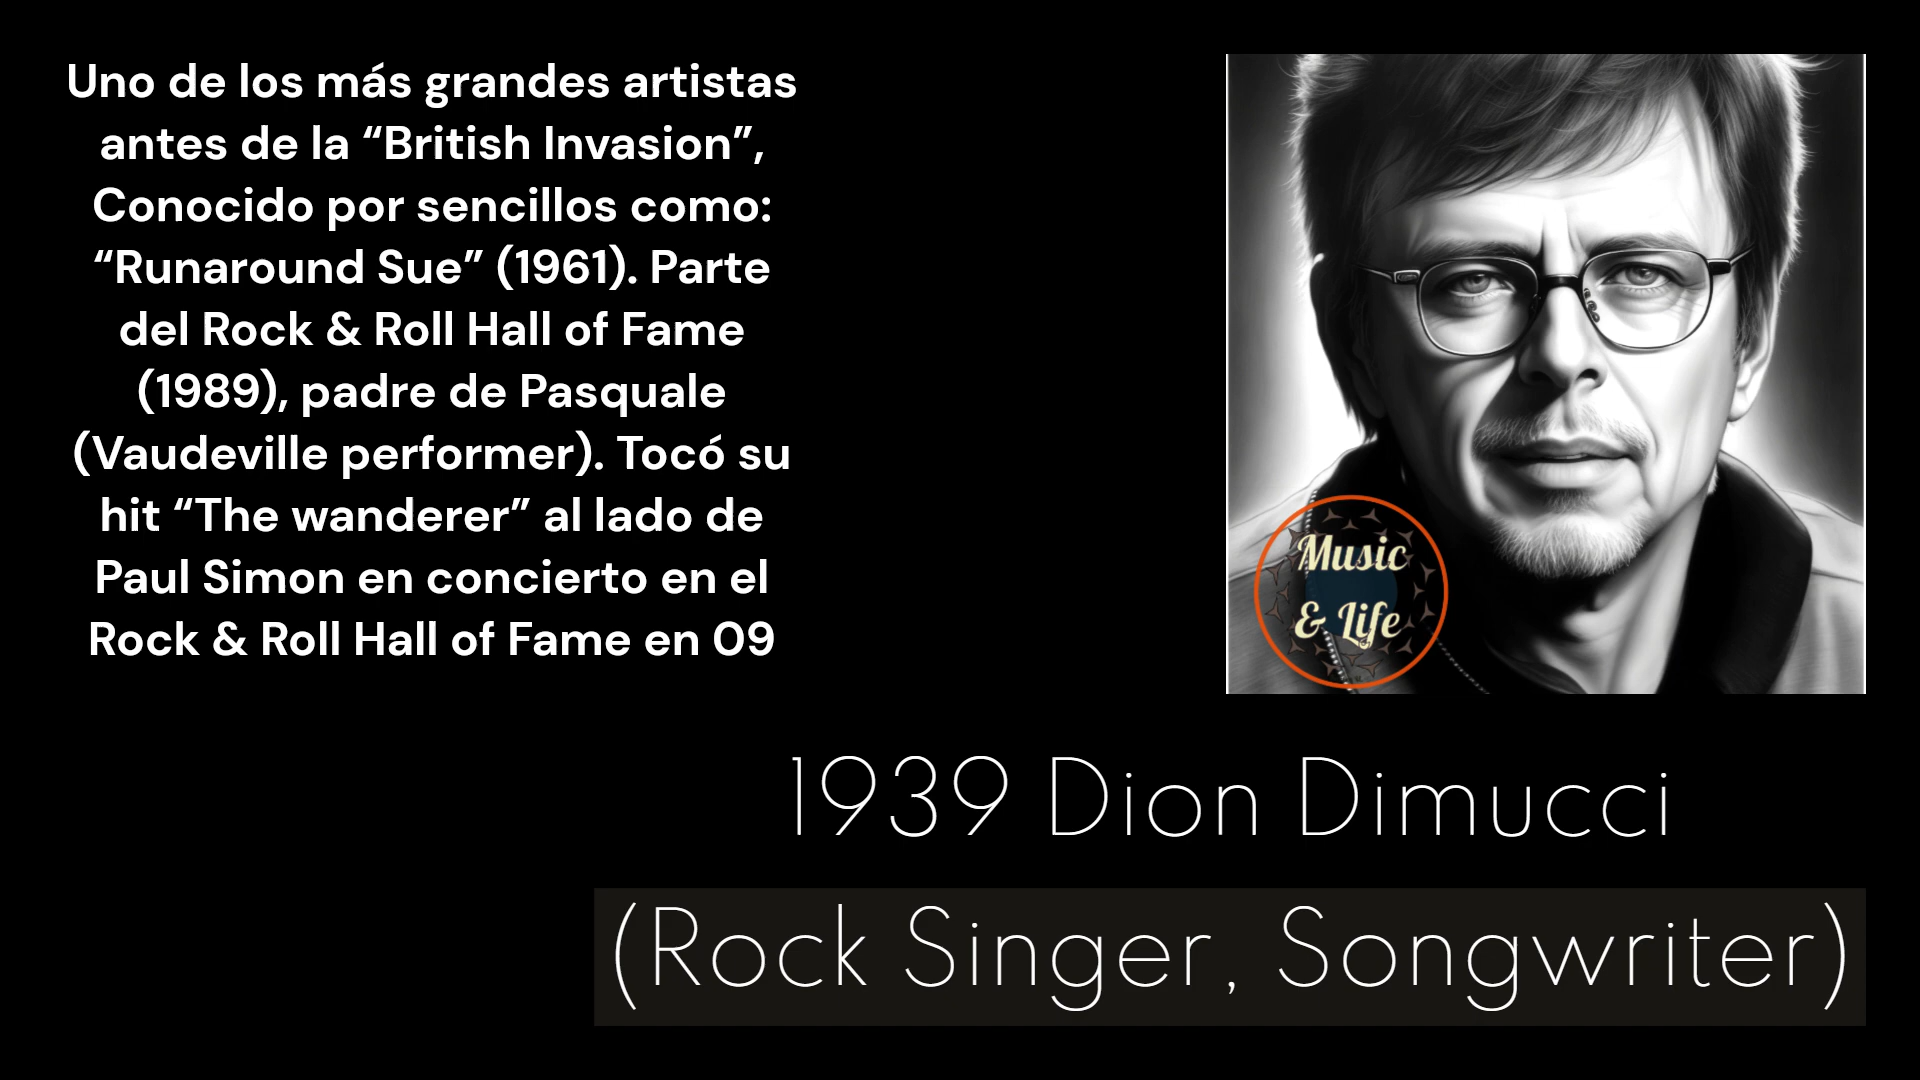 Uno de los más grandes artistas
antes de la “British Invasion”,
Conocido por sencillos como:
“Runaround Sue” (1961). Parte
del Rock & Roll Hall of Fame
(1989), padre de Pasquale
(Vaudeville performer). Tocó su
hit “The wanderer” al lado de
Paul Simon en concierto en el
Rock & Roll Hall of Fame en 09
Music
& Life
1939 Dion Dimucci
(Rock Singer, Songwriter)